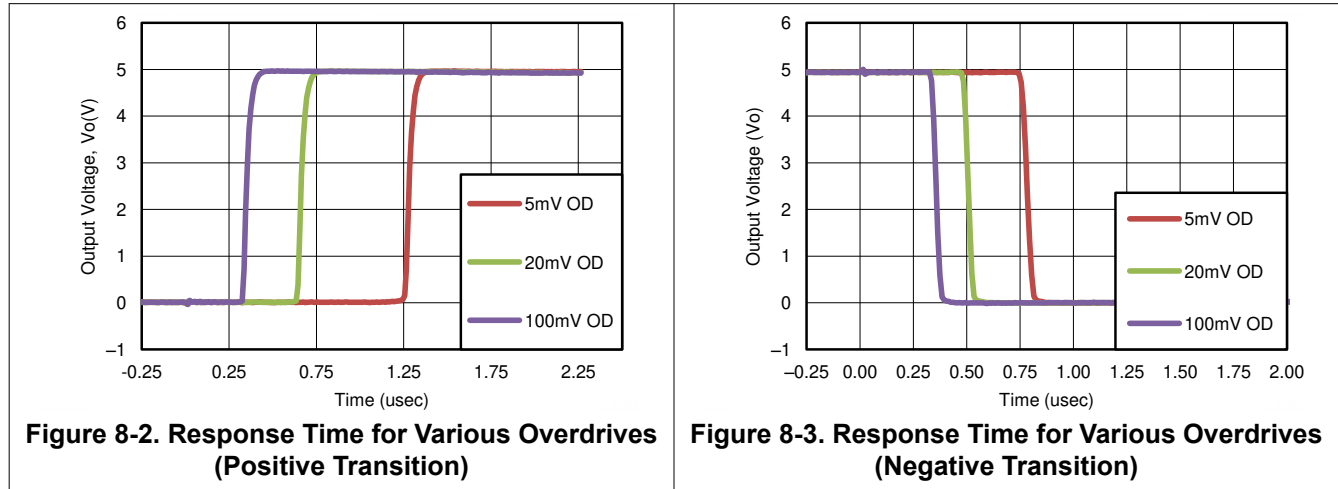 6
5
4
3
2
1
0
–1
Output Voltage, Vo(V)
5mV OD
20mV OD
100mV OD
-0.25 0.25 0.75 1.25 1.75 2.25
Time (usec)
Figure 8-2. Response Time for Various Overdrives
(Positive Transition)
6
5
4
3
2
1
0
–1
Output Voltage (Vo)
5mV OD
20mV OD
100mV OD
–0.25 0.00 0.25 0.50 0.75 1.00 1.25 1.50 1.75 2.00
Time (usec)
Figure 8-3. Response Time for Various Overdrives
(Negative Transition)